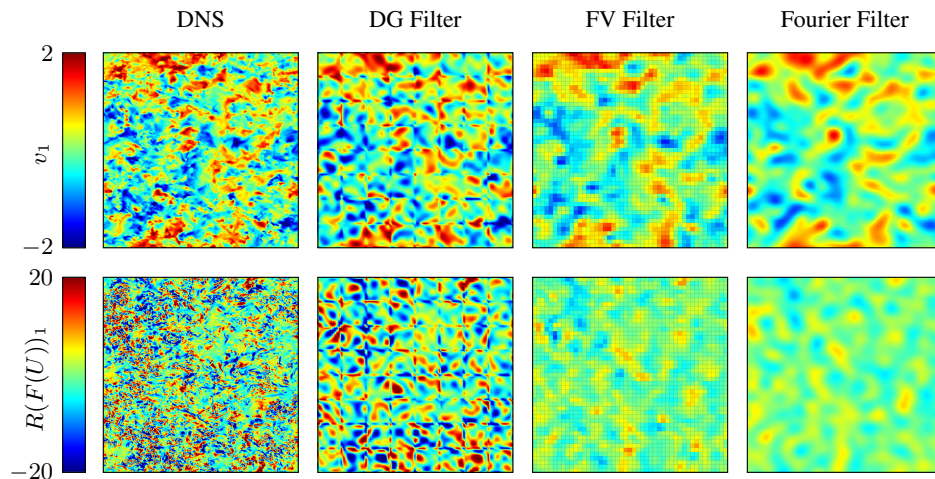 DNS
DG Filter
FV Filter
Fourier Filter
2
v₁
−2
20
R(F(U))₁
−20